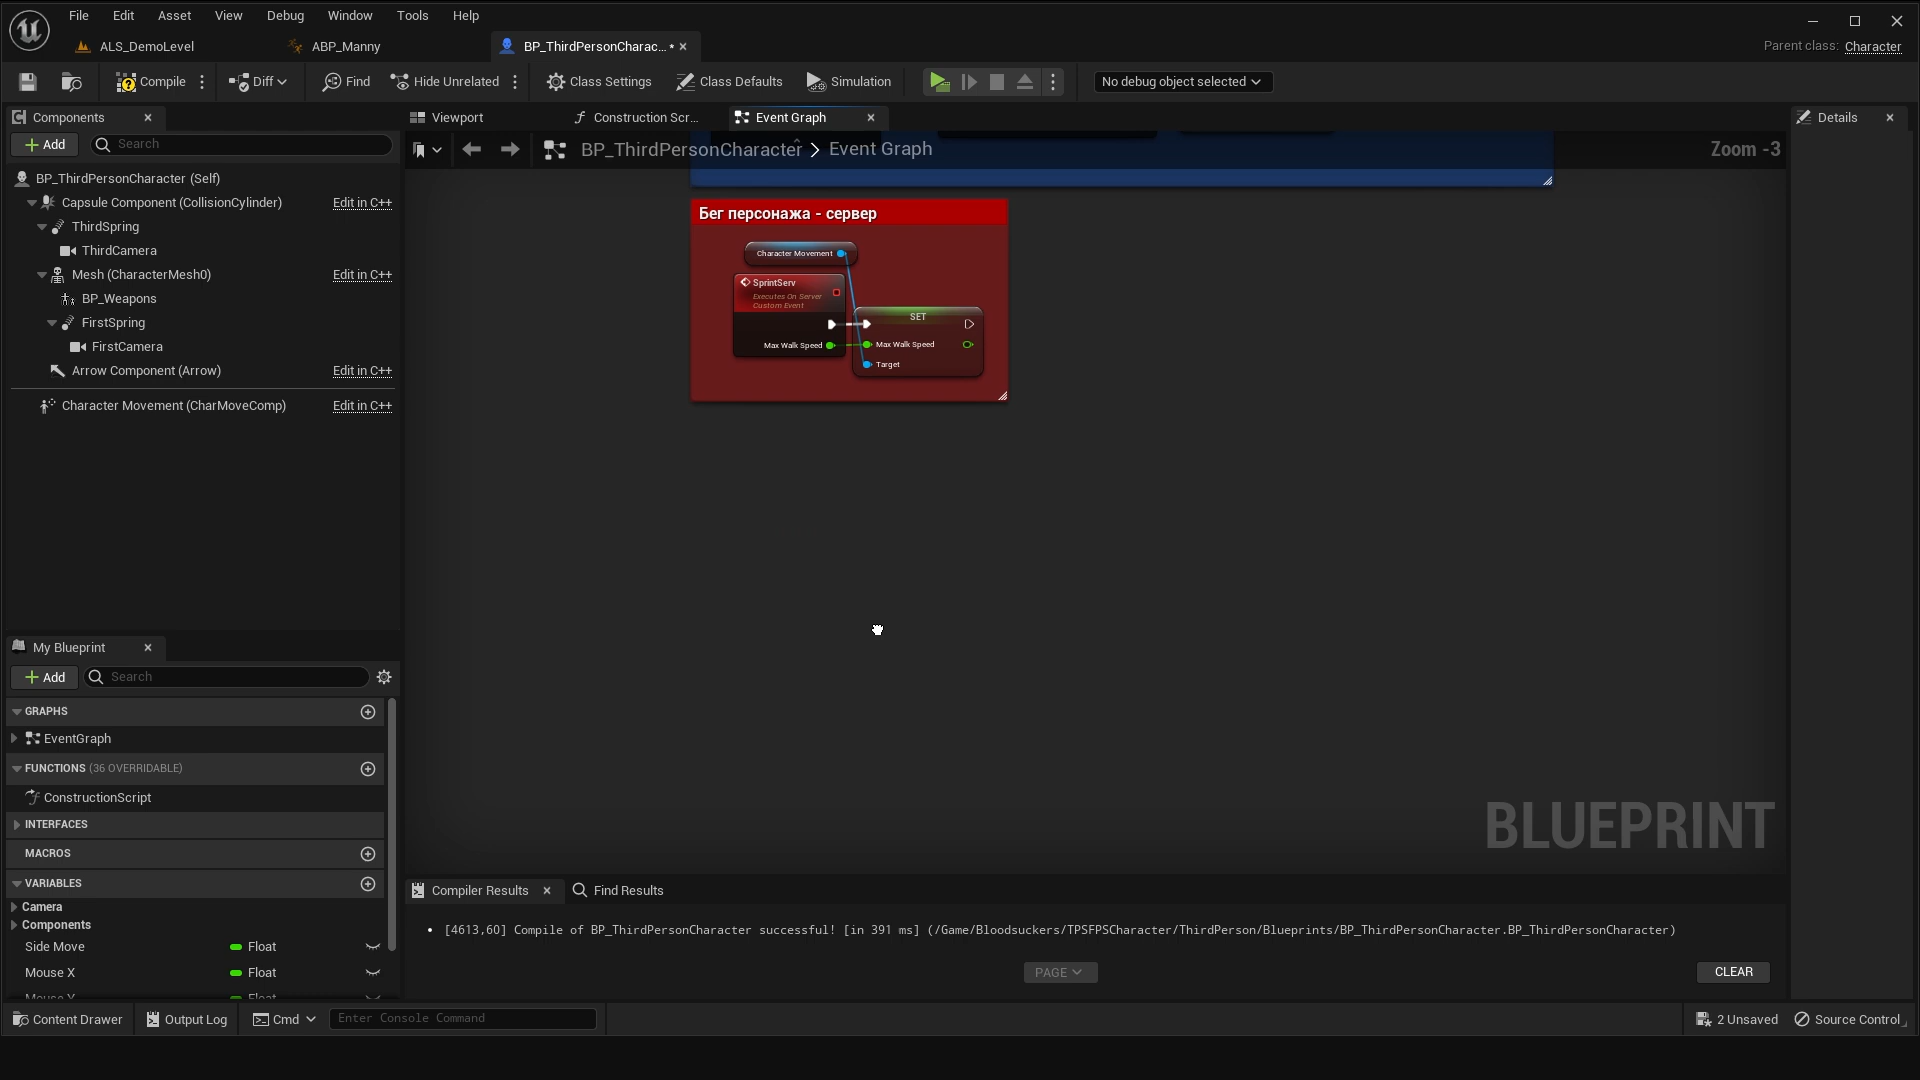 File Edit Asset View Debug Window Tools Help
ALS_DemoLevel ABP_Manny BP_ThirdPersonCharac... * Parent class: Character
Compile Diff Find Hide Unrelated Class Settings Class Defaults Simulation No debug object selected
Components Viewport Construction Scr... Event Graph Details
Add Search
BP_ThirdPersonCharacter > Event Graph Zoom -3
BP_ThirdPersonCharacter (Self)
Capsule Component (CollisionCylinder) Edit in C++
ThirdSpring
ThirdCamera
Mesh (CharacterMesh0) Edit in C++
BP_Weapons
FirstSpring
FirstCamera
Arrow Component (Arrow) Edit in C++
Character Movement (CharMoveComp) Edit in C++
Бег персонажа - сервер
Character Movement
SprintServ
Executes On Server
Custom Event
SET
Max Walk Speed Max Walk Speed
Target
BLUEPRINT
My Blueprint
Add Search
GRAPHS
EventGraph
FUNCTIONS (36 OVERRIDABLE)
ConstructionScript
INTERFACES
MACROS
VARIABLES
Camera
Components
Side Move Float
Mouse X Float
Mouse Y Float
Compiler Results Find Results
• [4613,60] Compile of BP_ThirdPersonCharacter successful! [in 391 ms] (/Game/Bloodsuckers/TPSFPSCharacter/ThirdPerson/Blueprints/BP_ThirdPersonCharacter.BP_ThirdPersonCharacter)
PAGE CLEAR
Content Drawer Output Log Cmd Enter Console Command 2 Unsaved Source Control